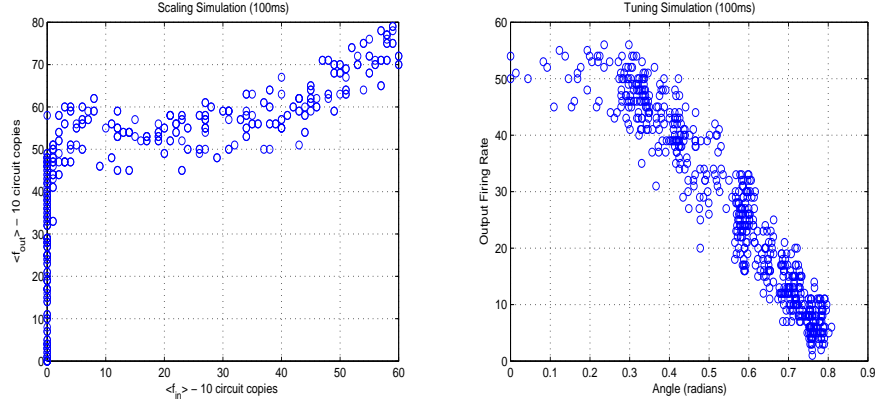 Scaling Simulation (100ms)
80
70
60
50
40
30
20
10
0
<f_out> – 10 circuit copies
0 10 20 30 40 50 60
<f_in> – 10 circuit copies
Tuning Simulation (100ms)
60
50
40
30
20
10
0
Output Firing Rate
0 0.1 0.2 0.3 0.4 0.5 0.6 0.7 0.8 0.9
Angle (radians)